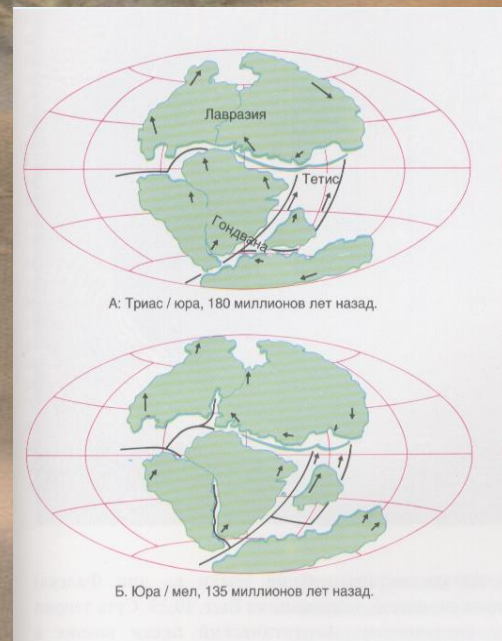 Лавразия
Тетис
Гондвана
А: Триас / юра, 180 миллионов лет назад.
Б. Юра / мел, 135 миллионов лет назад.